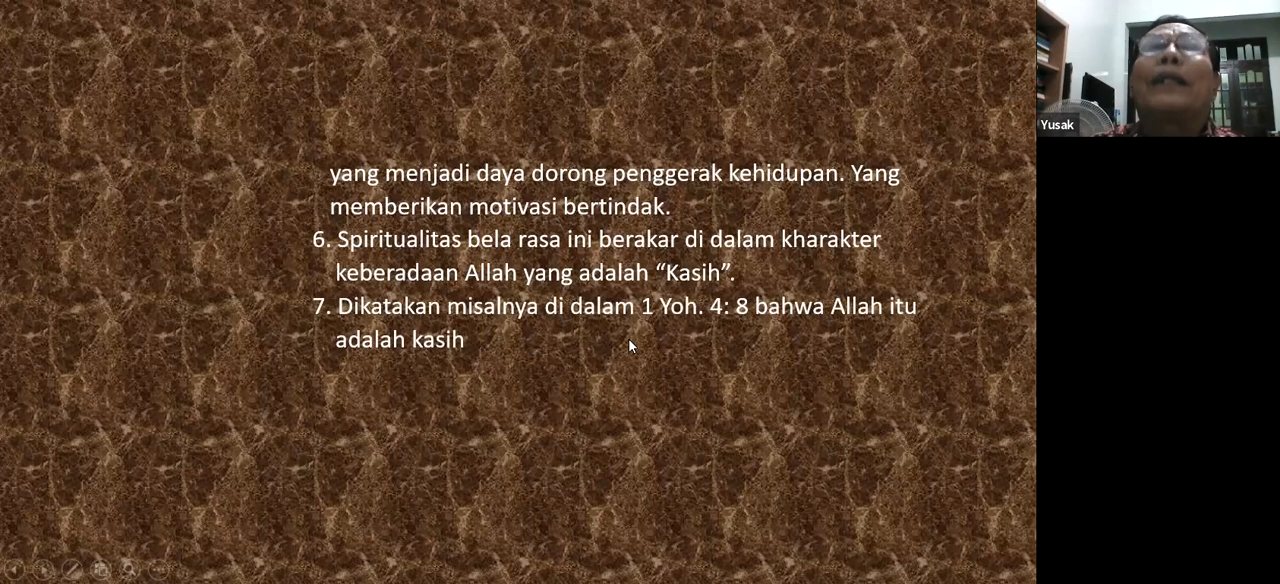 yang menjadi daya dorong penggerak kehidupan. Yang
memberikan motivasi bertindak.
6. Spiritualitas bela rasa ini berakar di dalam kharakter
keberadaan Allah yang adalah “Kasih”.
7. Dikatakan misalnya di dalam 1 Yoh. 4: 8 bahwa Allah itu
adalah kasih
Yusak